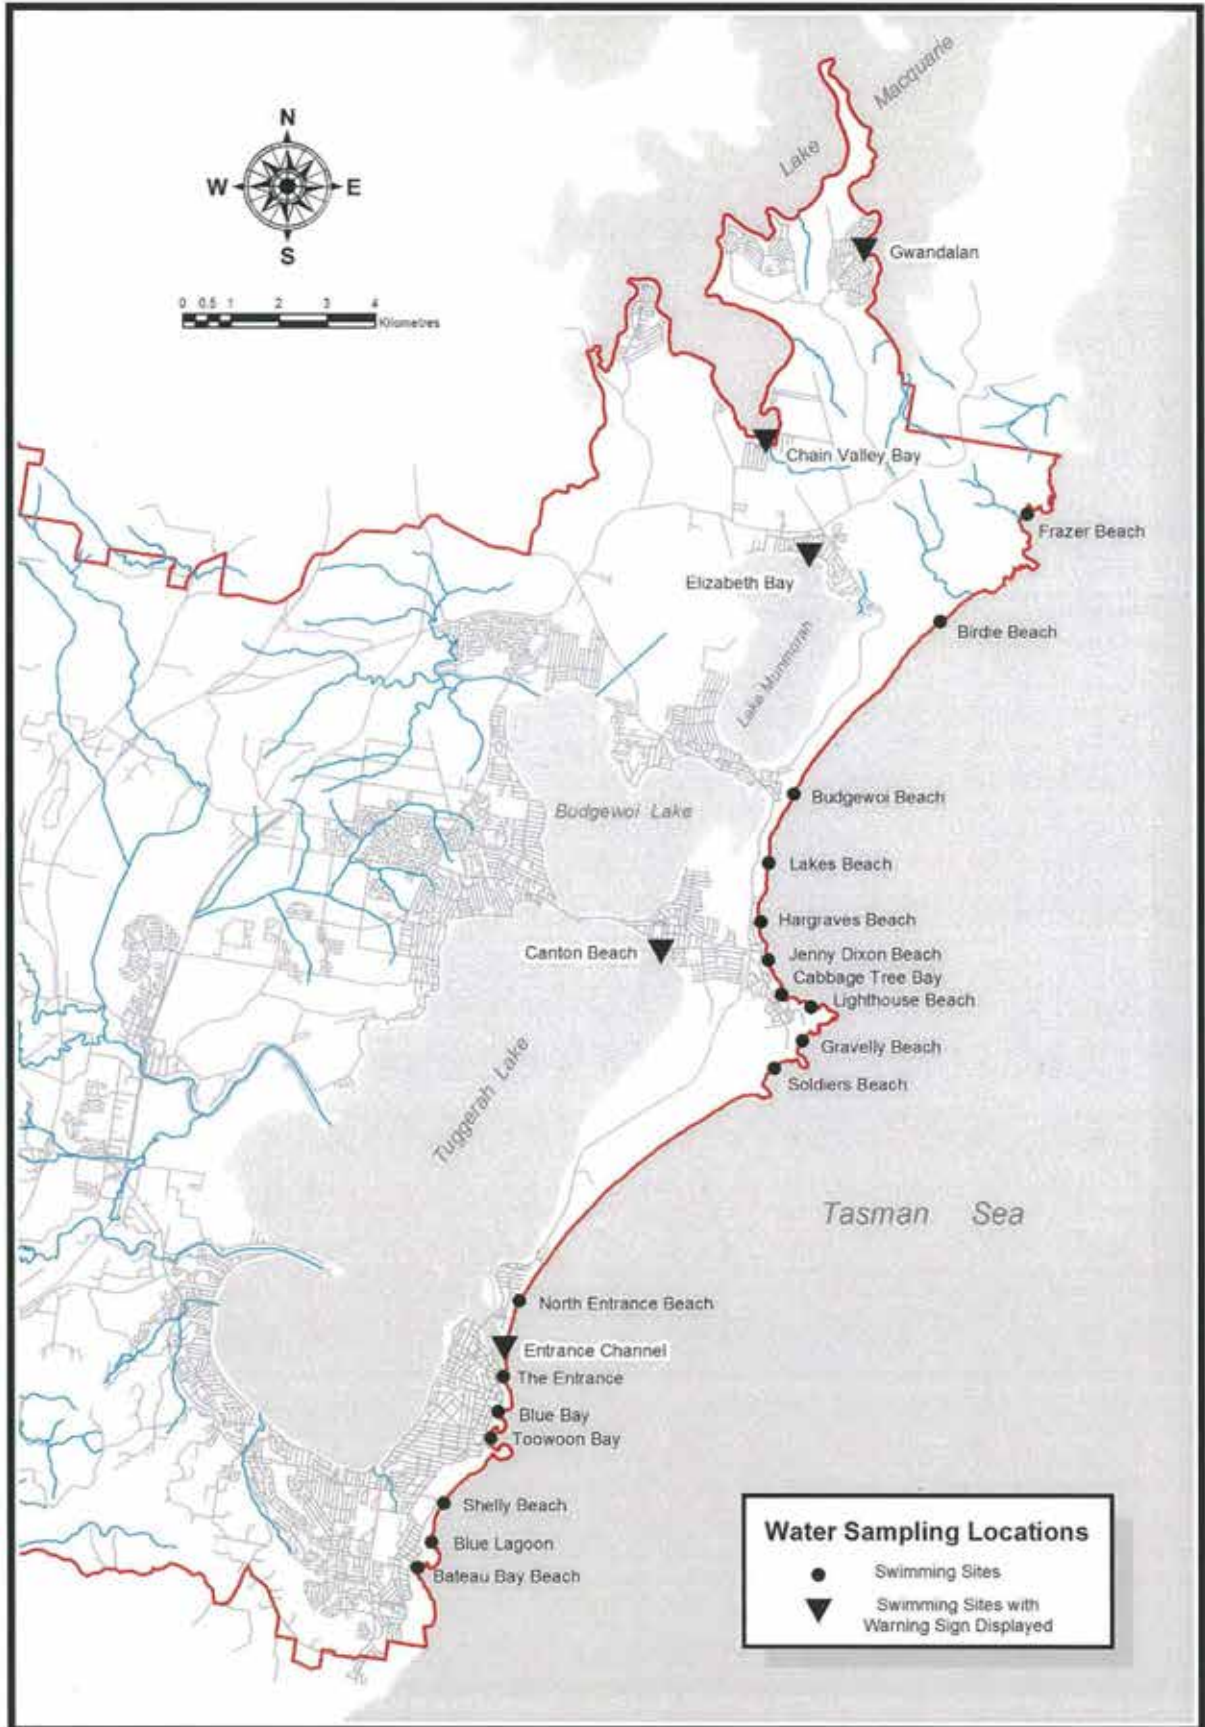 Lake Macquarie
N
W E
S
0 0.5 1 2 3 4
Kilometres
Gwandalan
Chain Valley Bay
Frazer Beach
Elizabeth Bay
Birdie Beach
Lake Munmorah
Budgewoi Beach
Budgewoi Lake
Lakes Beach
Hargraves Beach
Canton Beach
Jenny Dixon Beach
Cabbage Tree Bay
Lighthouse Beach
Gravelly Beach
Soldiers Beach
Tuggerah Lake
Tasman Sea
North Entrance Beach
Entrance Channel
The Entrance
Blue Bay
Toowoon Bay
Shelly Beach
Blue Lagoon
Bateau Bay Beach
Water Sampling Locations
Swimming Sites
Swimming Sites with
Warning Sign Displayed